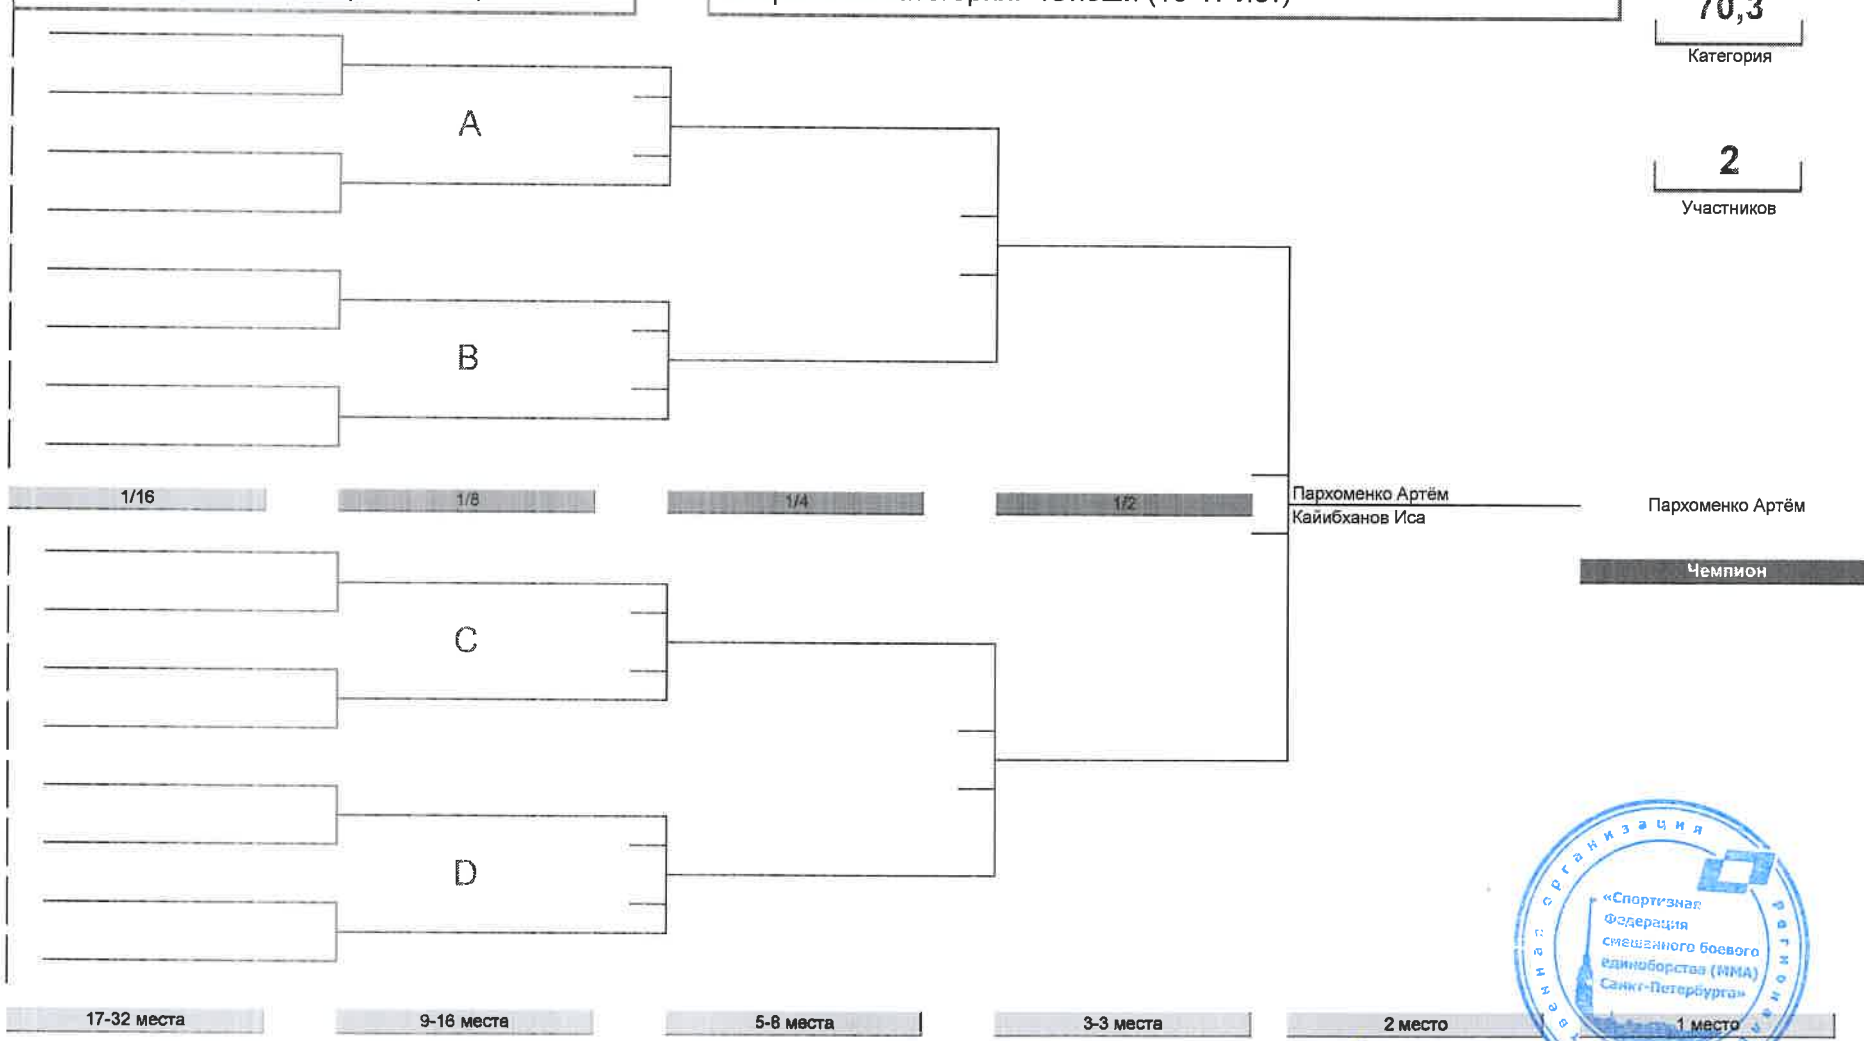 70,3
Категория
A
2
Участников
B
1/16
1/8
1/4
1/2
Пархоменко Артём
Кайибханов Иса
Пархоменко Артём
Чемпион
C
D
организация
«Спортивная
Федерация
смешанного боевого
единоборства (ММА)
Санкт-Петербурга»
17-32 места
9-16 места
5-8 места
3-3 места
2 место
1 место